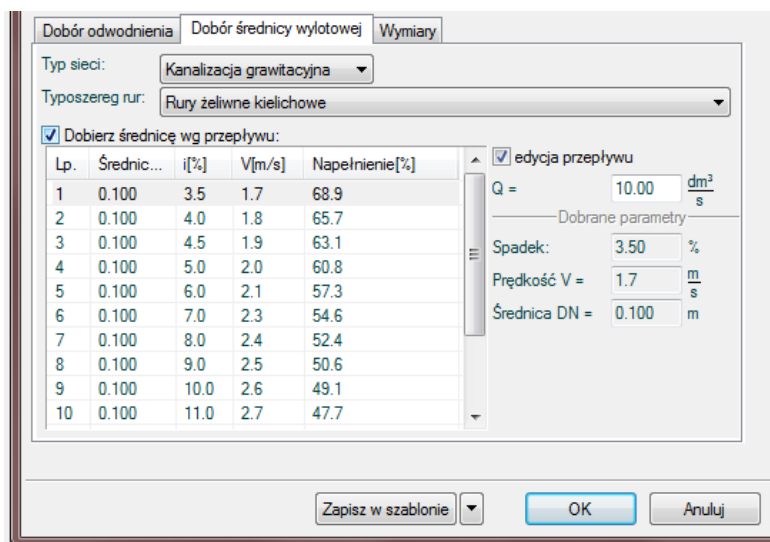 Dobór odwodnienia Dobór średnicy wylotowej Wymiary
Typ sieci: Kanalizacja grawitacyjna
Typoszereg rur: Rury żeliwne kielichowe
Dobierz średnicę wg przepływu:
Lp. Średnic... i[%] V[m/s] Napełnienie[%]
1 0.100 3.5 1.7 68.9
2 0.100 4.0 1.8 65.7
3 0.100 4.5 1.9 63.1
4 0.100 5.0 2.0 60.8
5 0.100 6.0 2.1 57.3
6 0.100 7.0 2.3 54.6
7 0.100 8.0 2.4 52.4
8 0.100 9.0 2.5 50.6
9 0.100 10.0 2.6 49.1
10 0.100 11.0 2.7 47.7
edycja przepływu
Q = 10.00 dm³/s
Dobrane parametry
Spadek: 3.50 %
Prędkość V = 1.7 m/s
Średnica DN = 0.100 m
Zapisz w szablonie OK Anuluj